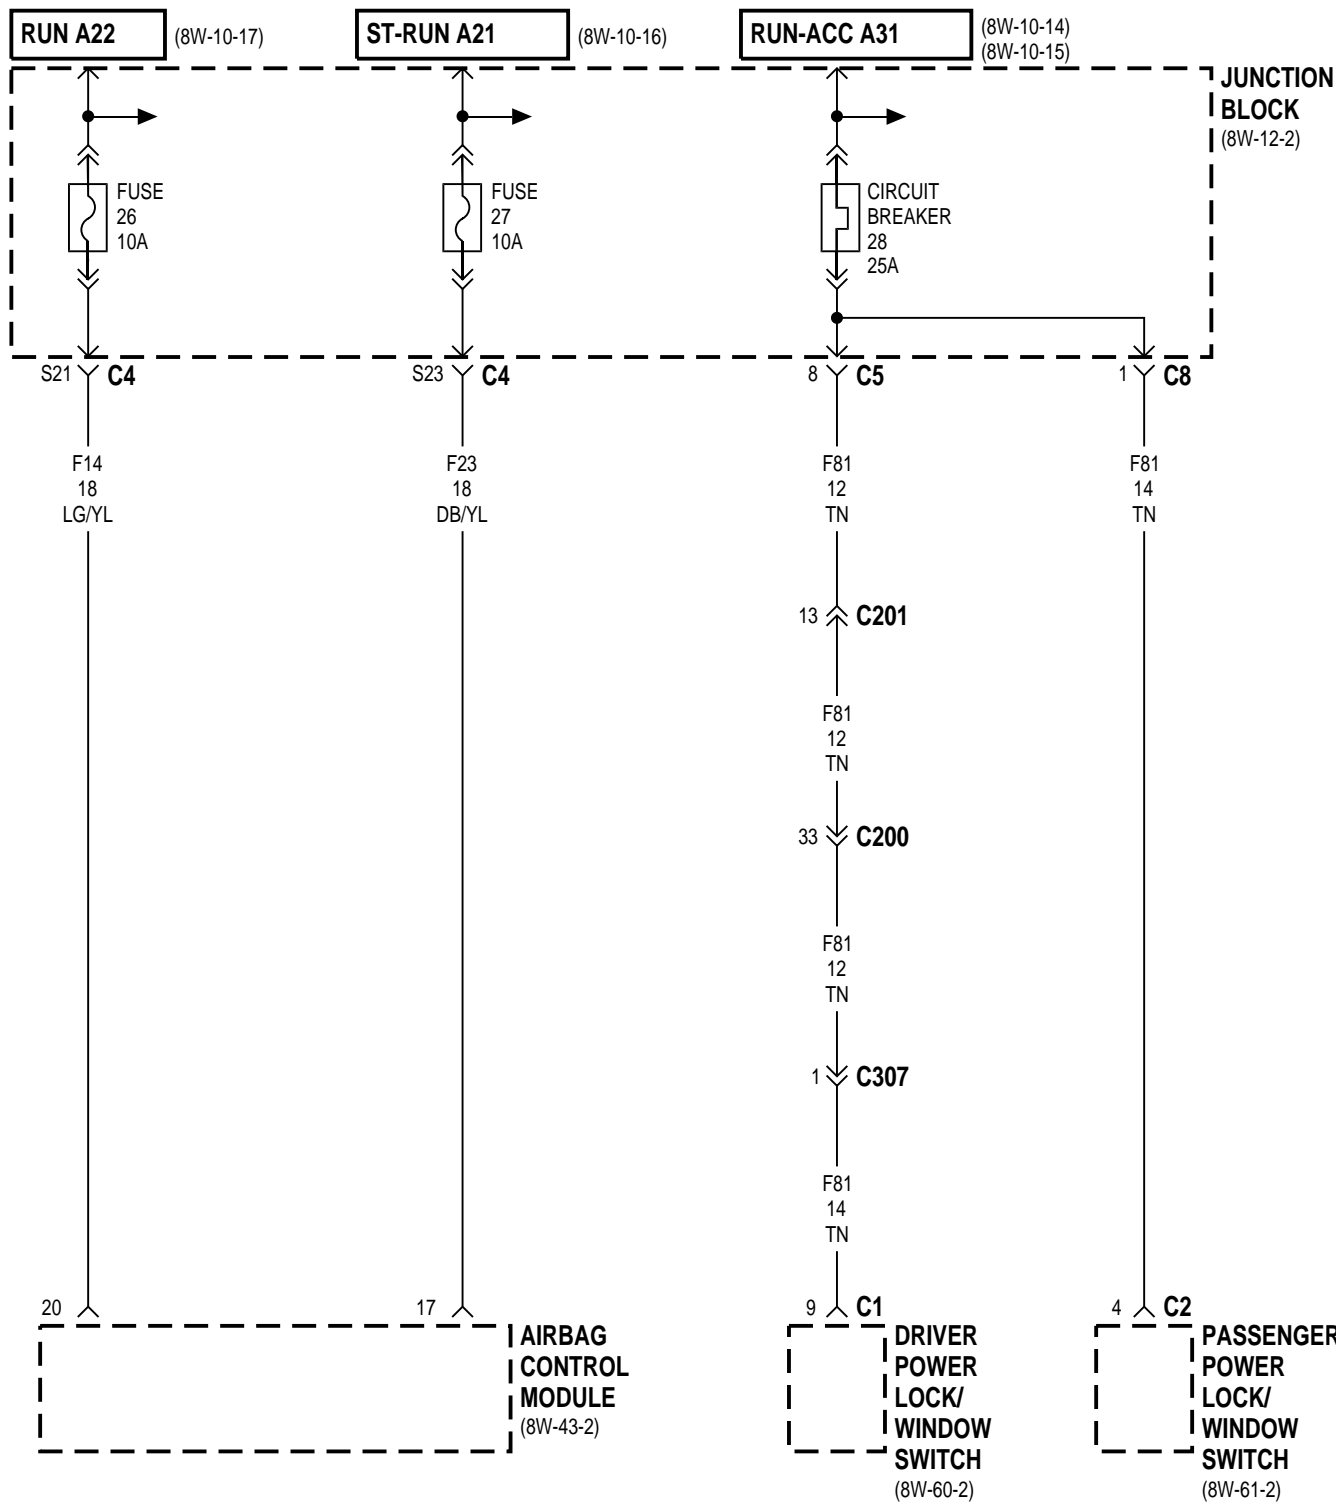 RUN A22
(8W-10-17)
ST-RUN A21
(8W-10-16)
RUN-ACC A31
(8W-10-14)
(8W-10-15)
JUNCTION
BLOCK
(8W-12-2)
FUSE
26
10A
FUSE
27
10A
CIRCUIT
BREAKER
28
25A
S21 C4
S23 C4
8 C5
1 C8
F14
18
LG/YL
F23
18
DB/YL
F81
12
TN
F81
14
TN
13 C201
F81
12
TN
33 C200
F81
12
TN
1 C307
F81
14
TN
20
17
9 C1
4 C2
AIRBAG
CONTROL
MODULE
(8W-43-2)
DRIVER
POWER
LOCK/
WINDOW
SWITCH
(8W-60-2)
PASSENGER
POWER
LOCK/
WINDOW
SWITCH
(8W-61-2)